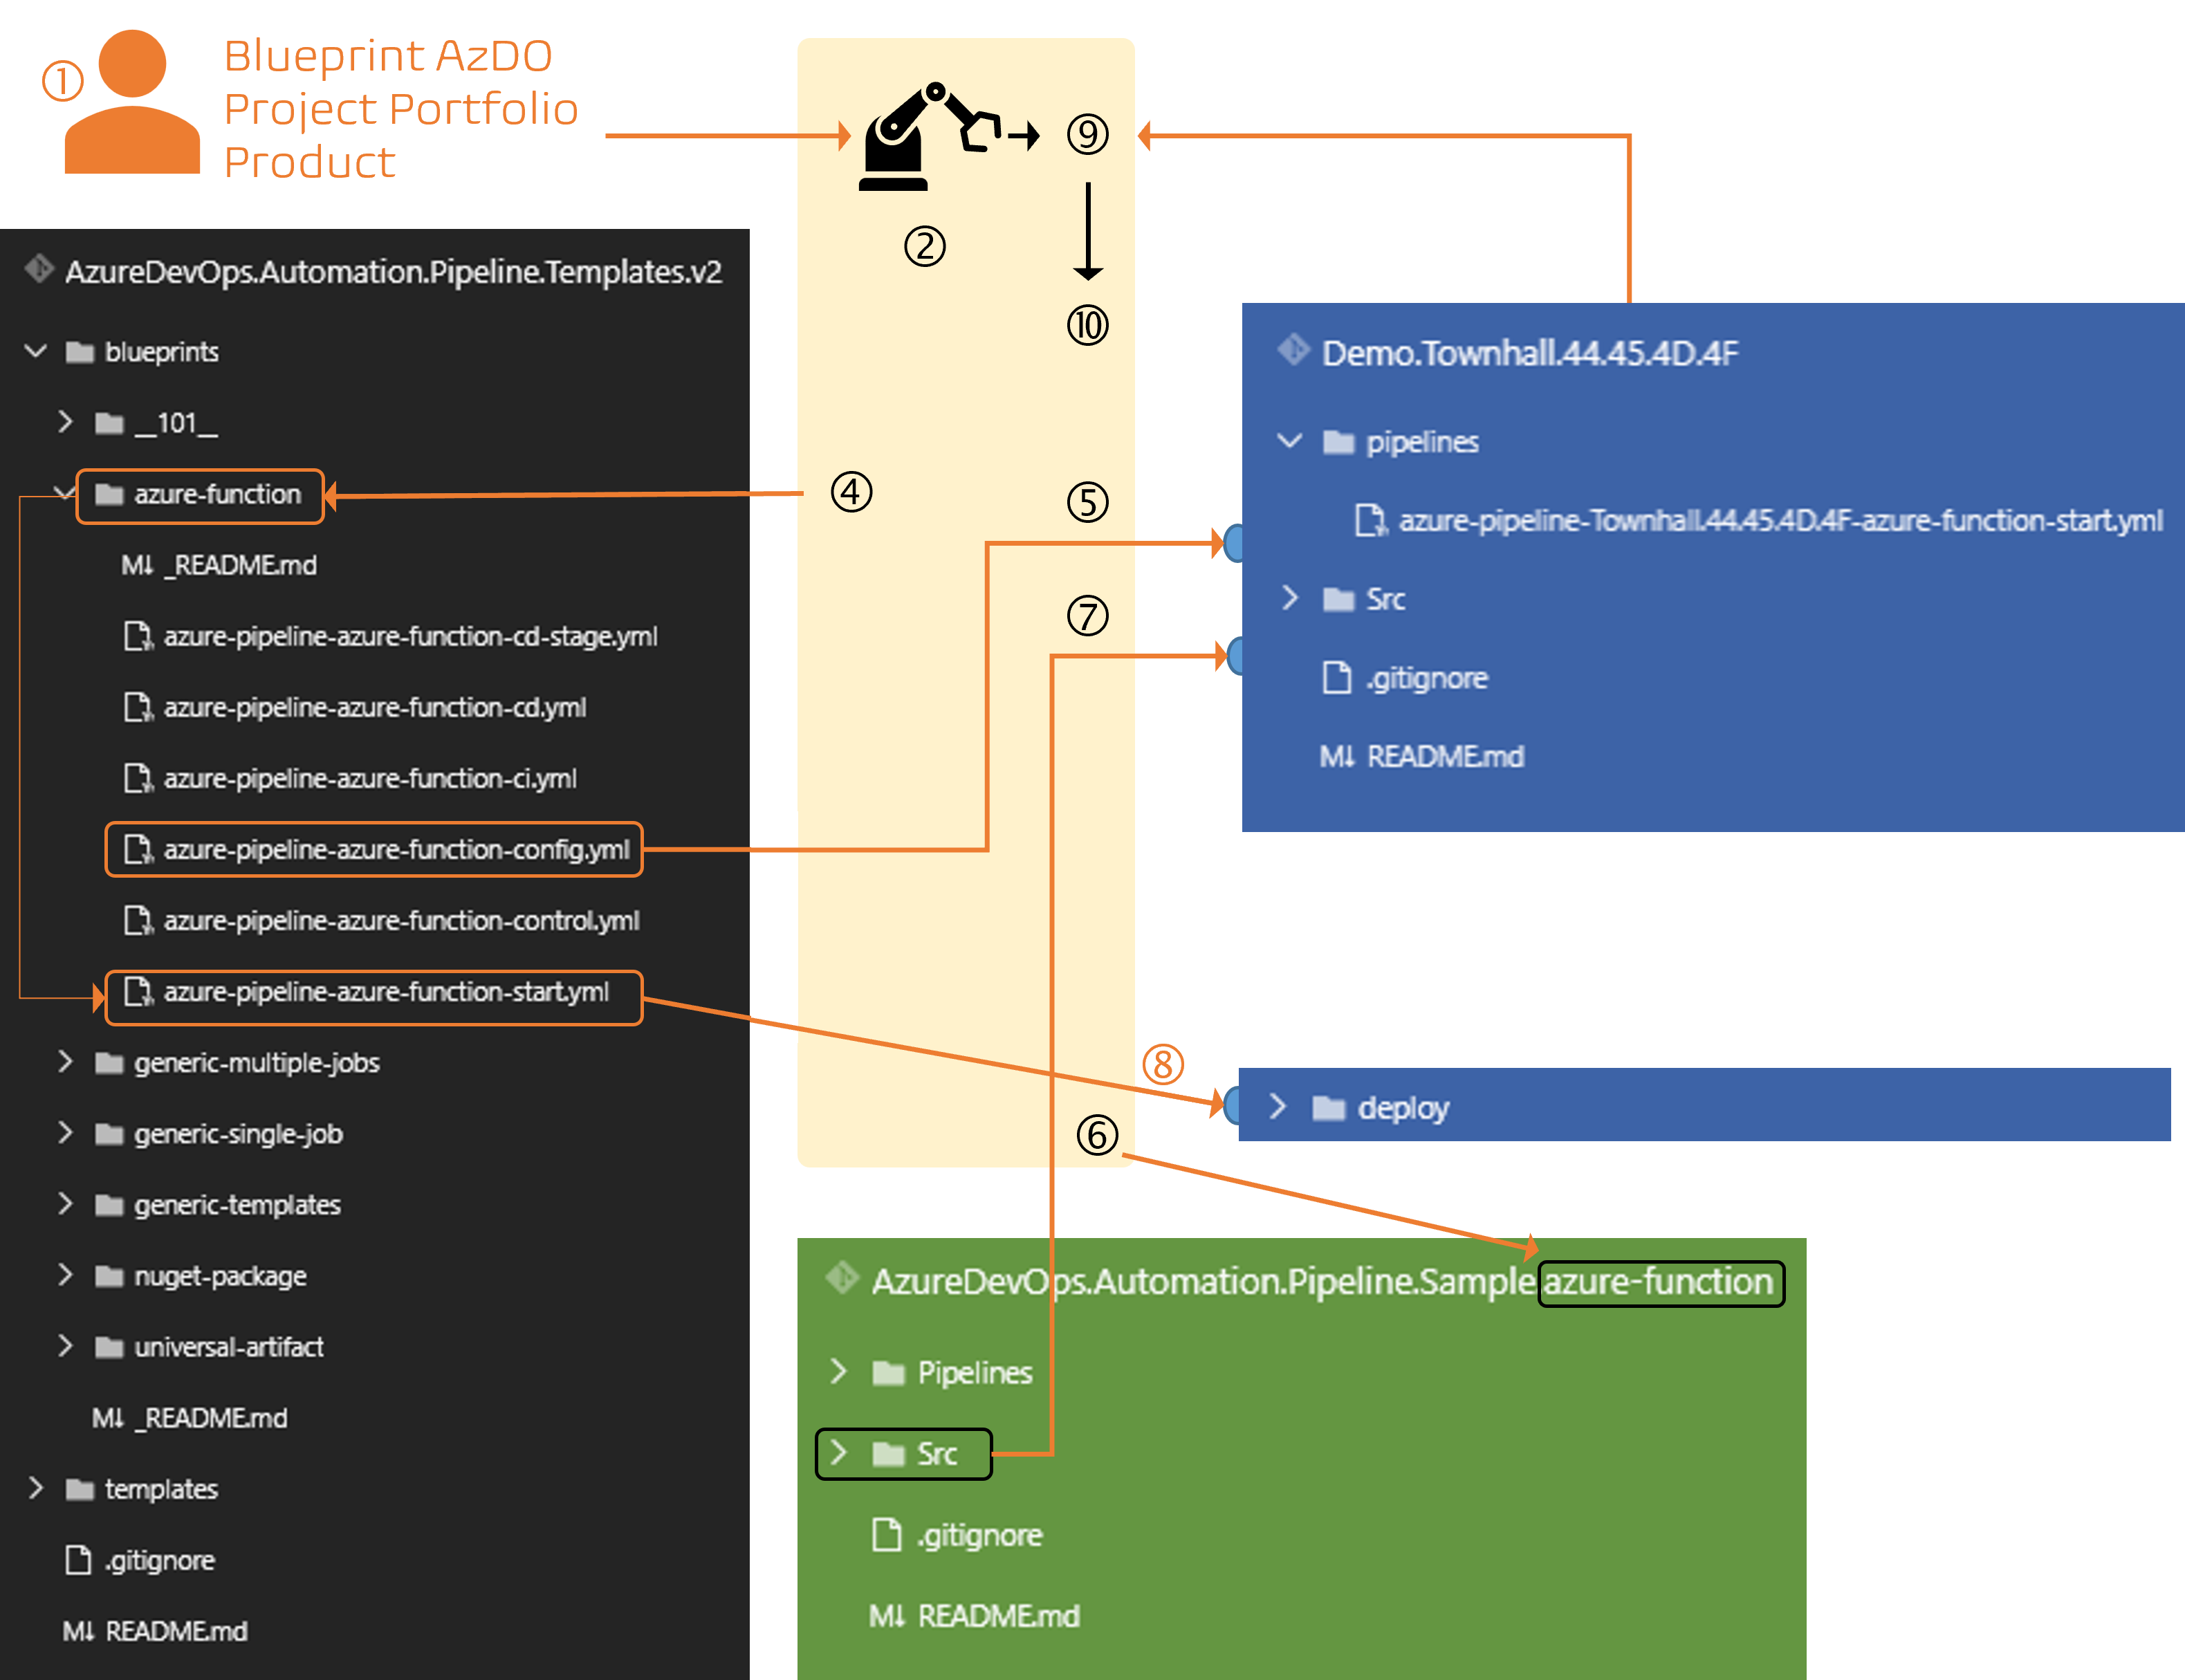 ①
Blueprint AzDO
Project Portfolio
Product
②
⑨
⑩
④
⑤
⑦
⑧
⑥
AzureDevOps.Automation.Pipeline.Templates.v2
blueprints
__101__
azure-function
M↓ _README.md
azure-pipeline-azure-function-cd-stage.yml
azure-pipeline-azure-function-cd.yml
azure-pipeline-azure-function-ci.yml
azure-pipeline-azure-function-config.yml
azure-pipeline-azure-function-control.yml
azure-pipeline-azure-function-start.yml
generic-multiple-jobs
generic-single-job
generic-templates
nuget-package
universal-artifact
M↓ _README.md
templates
.gitignore
M↓ README.md
Demo.Townhall.44.45.4D.4F
pipelines
azure-pipeline-Townhall.44.45.4D.4F-azure-function-start.yml
Src
.gitignore
M↓ README.md
deploy
AzureDevOps.Automation.Pipeline.Sample.azure-function
Pipelines
Src
.gitignore
M↓ README.md